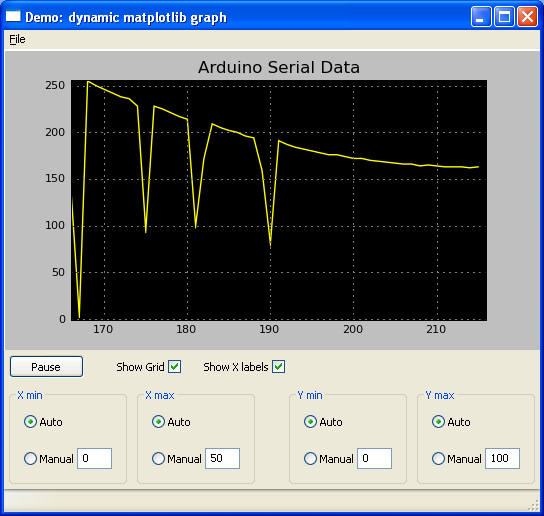 Demo: dynamic matplotlib graph
File
Arduino Serial Data
250
200
150
100
50
0
170 180 190 200 210
Pause Show Grid Show X labels
X min X max Y min Y max
Auto Auto Auto Auto
Manual 0 Manual 50 Manual 0 Manual 100